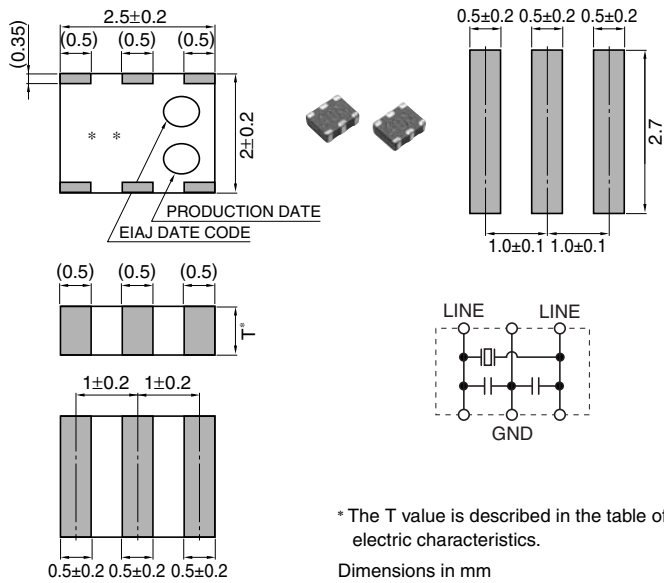 2.5±0.2
(0.5) (0.5) (0.5)
(0.35)
2±0.2
* *
PRODUCTION DATE
EIAJ DATE CODE
0.5±0.2 0.5±0.2 0.5±0.2
2.7
1.0±0.1 1.0±0.1
(0.5) (0.5) (0.5)
T*
LINE LINE
GND
1±0.2 1±0.2
0.5±0.2 0.5±0.2 0.5±0.2
* The T value is described in the table of
electric characteristics.
Dimensions in mm